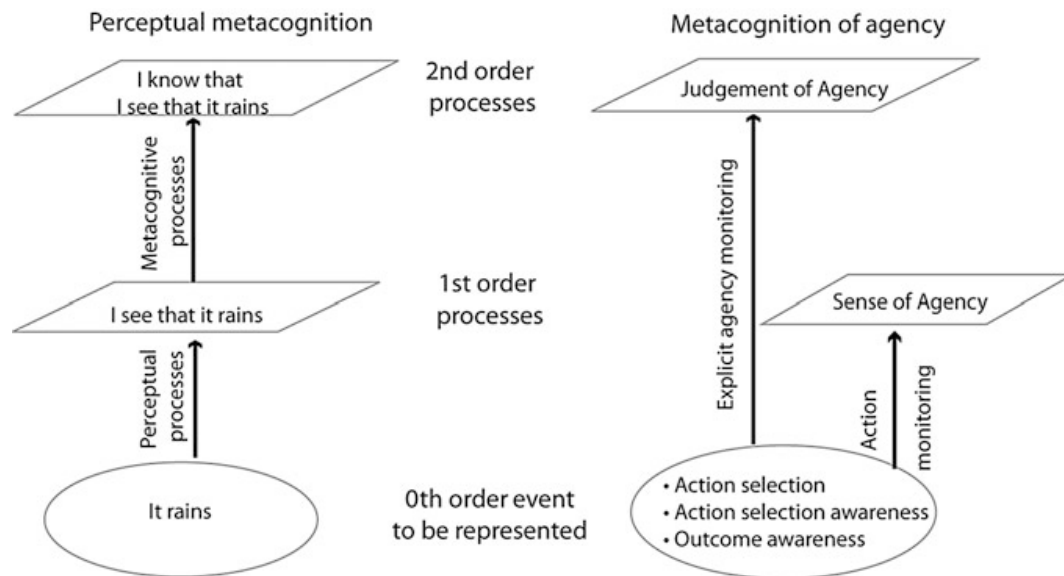 Perceptual metacognition
I know that
I see that it rains
Metacognitive
processes
I see that it rains
Perceptual
processes
It rains
2nd order
processes
1st order
processes
0th order event
to be represented
Metacognition of agency
Judgement of Agency
Explicit agency monitoring
Sense of Agency
Action
monitoring
• Action selection
• Action selection awareness
• Outcome awareness